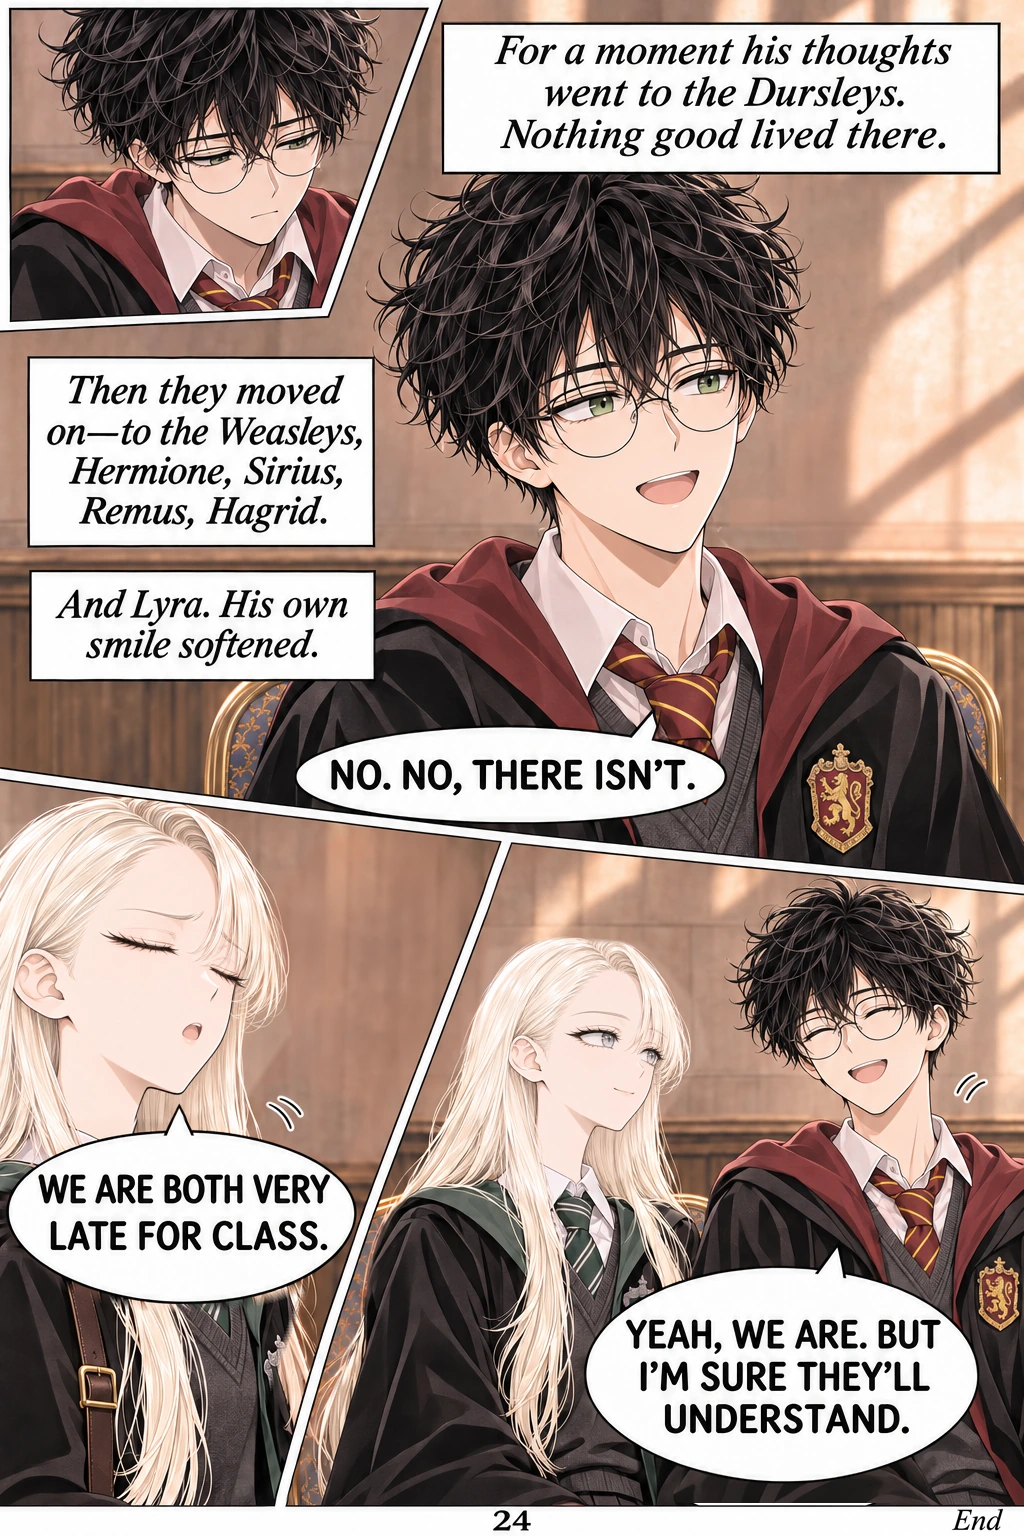 For a moment his thoughts
went to the Dursleys.
Nothing good lived there.
Then they moved
on—to the Weasleys,
Hermione, Sirius,
Remus, Hagrid.
And Lyra. His own
smile softened.
NO. NO, THERE ISN'T.
WE ARE BOTH VERY
LATE FOR CLASS.
YEAH, WE ARE. BUT
I'M SURE THEY'LL
UNDERSTAND.
24
End